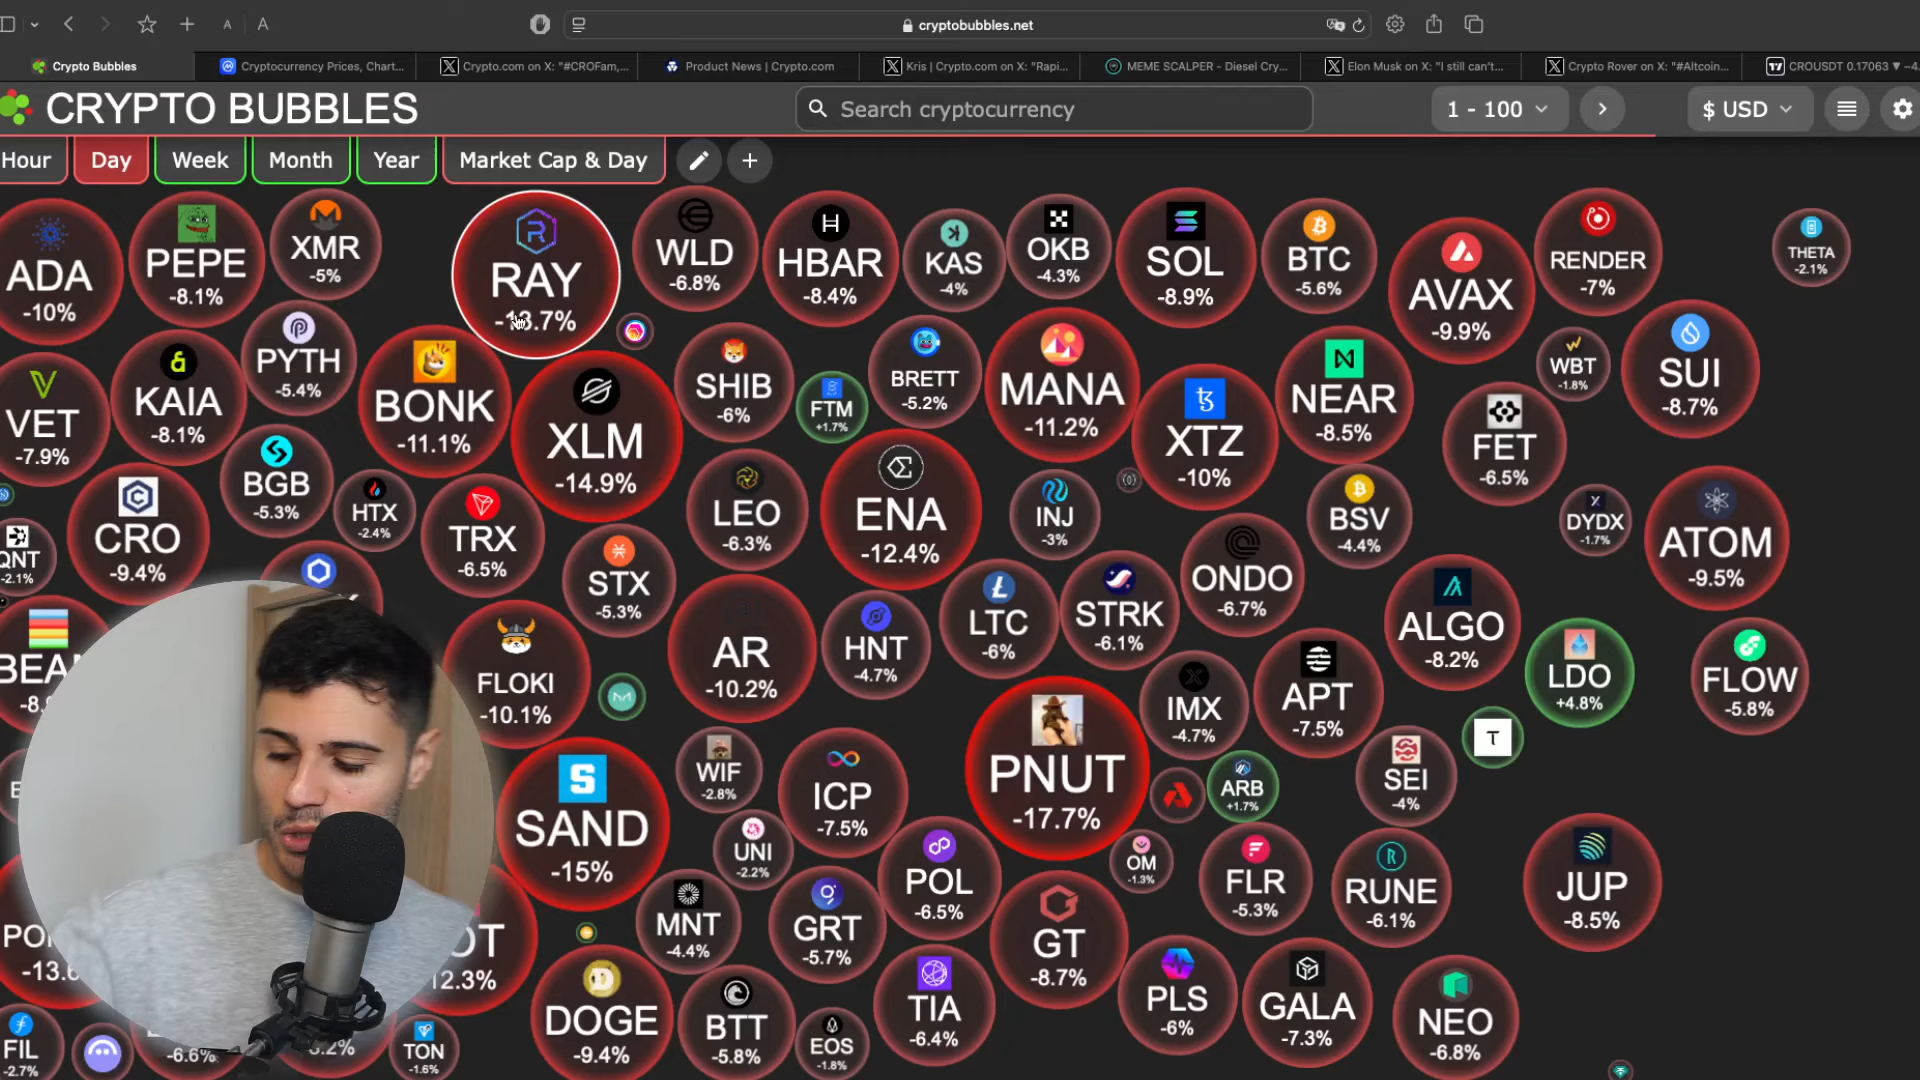 cryptobubbles.net
Crypto Bubbles
Cryptocurrency Prices, Chart...
Crypto.com on X: "#CROFam,...
Product News | Crypto.com
Kris | Crypto.com on X: "Rapi...
MEME SCALPER - Diesel Cry...
Elon Musk on X: "I still can't...
Crypto Rover on X: "#Altcoin...
CROUSDT 0.17063 ▼ −4.
CRYPTO BUBBLES
Search cryptocurrency
1 - 100
$ USD
Hour
Day
Week
Month
Year
Market Cap & Day
ADA
-10%
PEPE
-8.1%
XMR
-5%
RAY
WLD
-6.8%
HBAR
-8.4%
KAS
-4%
OKB
-4.3%
SOL
-8.9%
BTC
-5.6%
AVAX
-9.9%
RENDER
-7%
THETA
-2.1%
VET
-7.9%
KAIA
-8.1%
PYTH
-5.4%
BONK
-11.1%
XLM
-14.9%
SHIB
-6%
FTM
+1.7%
BRETT
-5.2%
MANA
-11.2%
XTZ
-10%
NEAR
-8.5%
WBT
-1.8%
SUI
-8.7%
FET
-6.5%
QNT
-2.1%
CRO
-9.4%
BGB
-5.3%
HTX
-2.4%
TRX
-6.5%
LEO
-6.3%
ENA
-12.4%
INJ
-3%
BSV
-4.4%
DYDX
-1.7%
ATOM
-9.5%
STX
-5.3%
ONDO
-6.7%
LTC
-6%
STRK
-6.1%
ALGO
-8.2%
FLOKI
-10.1%
AR
-10.2%
HNT
-4.7%
IMX
-4.7%
APT
-7.5%
LDO
+4.8%
FLOW
-5.8%
SAND
-15%
WIF
-2.8%
ICP
-7.5%
PNUT
-17.7%
ARB
+1.7%
SEI
-4%
T
UNI
-2.2%
POL
-6.5%
OM
-1.3%
FLR
-5.3%
RUNE
-6.1%
JUP
-8.5%
MNT
-4.4%
GRT
-5.7%
GT
-8.7%
DOGE
-9.4%
BTT
-5.8%
EOS
-1.8%
TIA
-6.4%
PLS
-6%
GALA
-7.3%
NEO
-6.8%
FIL
-2.7%
-6.6%
TON
-1.6%